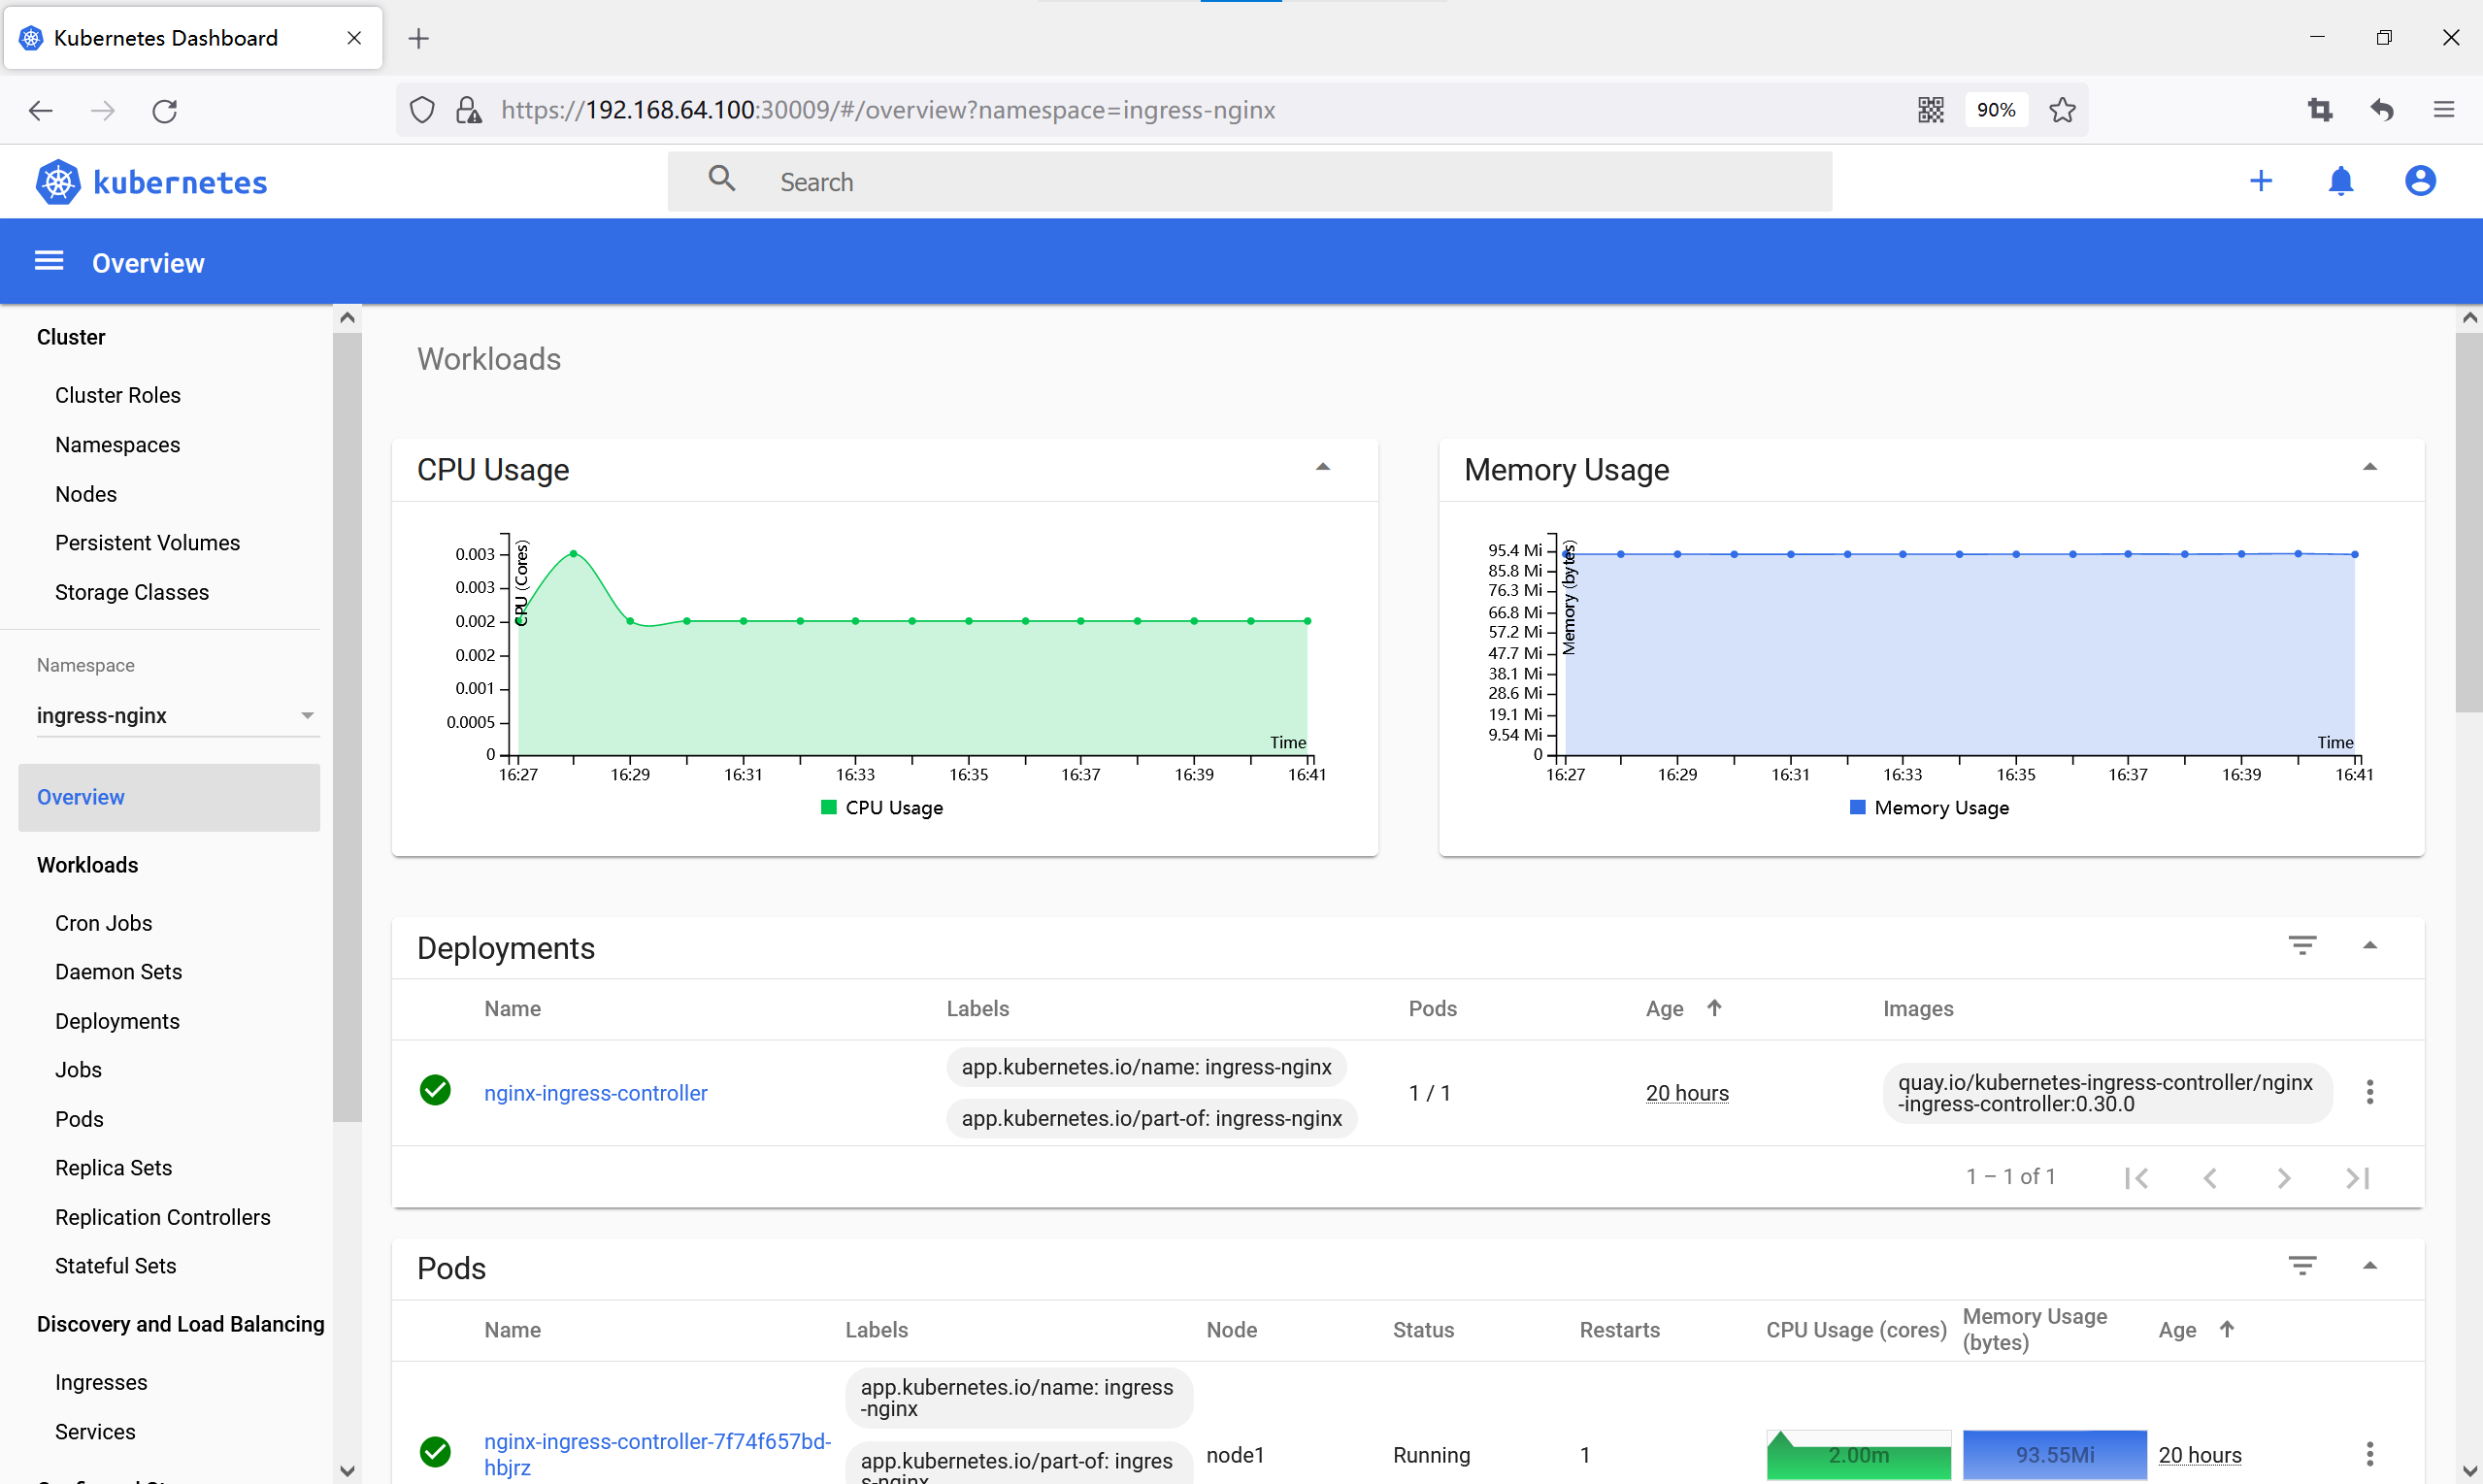 Kubernetes Dashboard
https://192.168.64.100:30009/#/overview?namespace=ingress-nginx
90%
kubernetes
Search
Overview
Cluster
Cluster Roles
Namespaces
Nodes
Persistent Volumes
Storage Classes
Namespace
ingress-nginx
Overview
Workloads
Cron Jobs
Daemon Sets
Deployments
Jobs
Pods
Replica Sets
Replication Controllers
Stateful Sets
Discovery and Load Balancing
Ingresses
Services
Workloads
CPU Usage
CPU (Cores)
0.003
0.003
0.002
0.002
0.001
0.0005
0
Time
16:27 16:29 16:31 16:33 16:35 16:37 16:39 16:41
CPU Usage
Memory Usage
Memory (bytes)
95.4 Mi
85.8 Mi
76.3 Mi
66.8 Mi
57.2 Mi
47.7 Mi
38.1 Mi
28.6 Mi
19.1 Mi
9.54 Mi
0
Time
16:27 16:29 16:31 16:33 16:35 16:37 16:39 16:41
Memory Usage
Deployments
Name Labels Pods Age Images
nginx-ingress-controller
app.kubernetes.io/name: ingress-nginx
app.kubernetes.io/part-of: ingress-nginx
1 / 1
20 hours
quay.io/kubernetes-ingress-controller/nginx
-ingress-controller:0.30.0
1 – 1 of 1
Pods
Name Labels Node Status Restarts CPU Usage (cores) Memory Usage
(bytes) Age
nginx-ingress-controller-7f74f657bd-
hbjrz
app.kubernetes.io/name: ingress
-nginx
app.kubernetes.io/part-of: ingres
s-nginx
node1
Running
1
2.00m
93.55Mi
20 hours